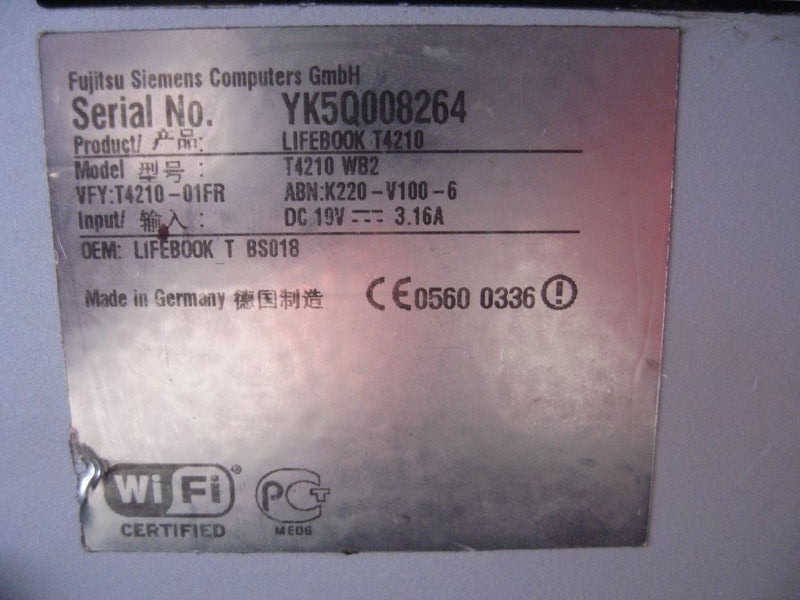 Fujitsu Siemens Computers GmbH
Serial No. YK5Q008264
Product/ 产品: LIFEBOOK T4210
Model 型号: T4210 WB2
VFY:T4210-01FR ABN:K220-V100-6
Input/ 输入: DC 19V ⎓ 3.16A
OEM: LIFEBOOK T BS018
Made in Germany 德国制造 CE0560 0336
WiFi®
CERTIFIED
PCT
ME06